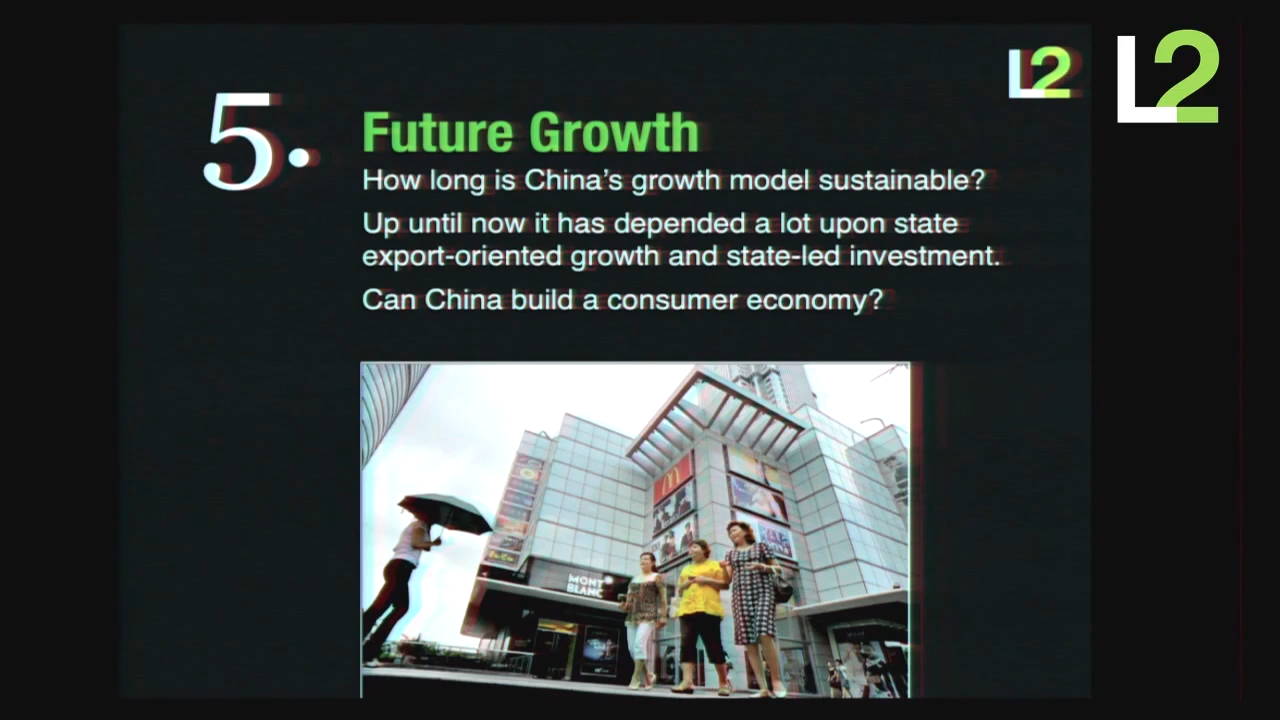 L2
L2
5.
Future Growth
How long is China's growth model sustainable?
Up until now it has depended a lot upon state
export-oriented growth and state-led investment.
Can China build a consumer economy?
MONT
BLANC